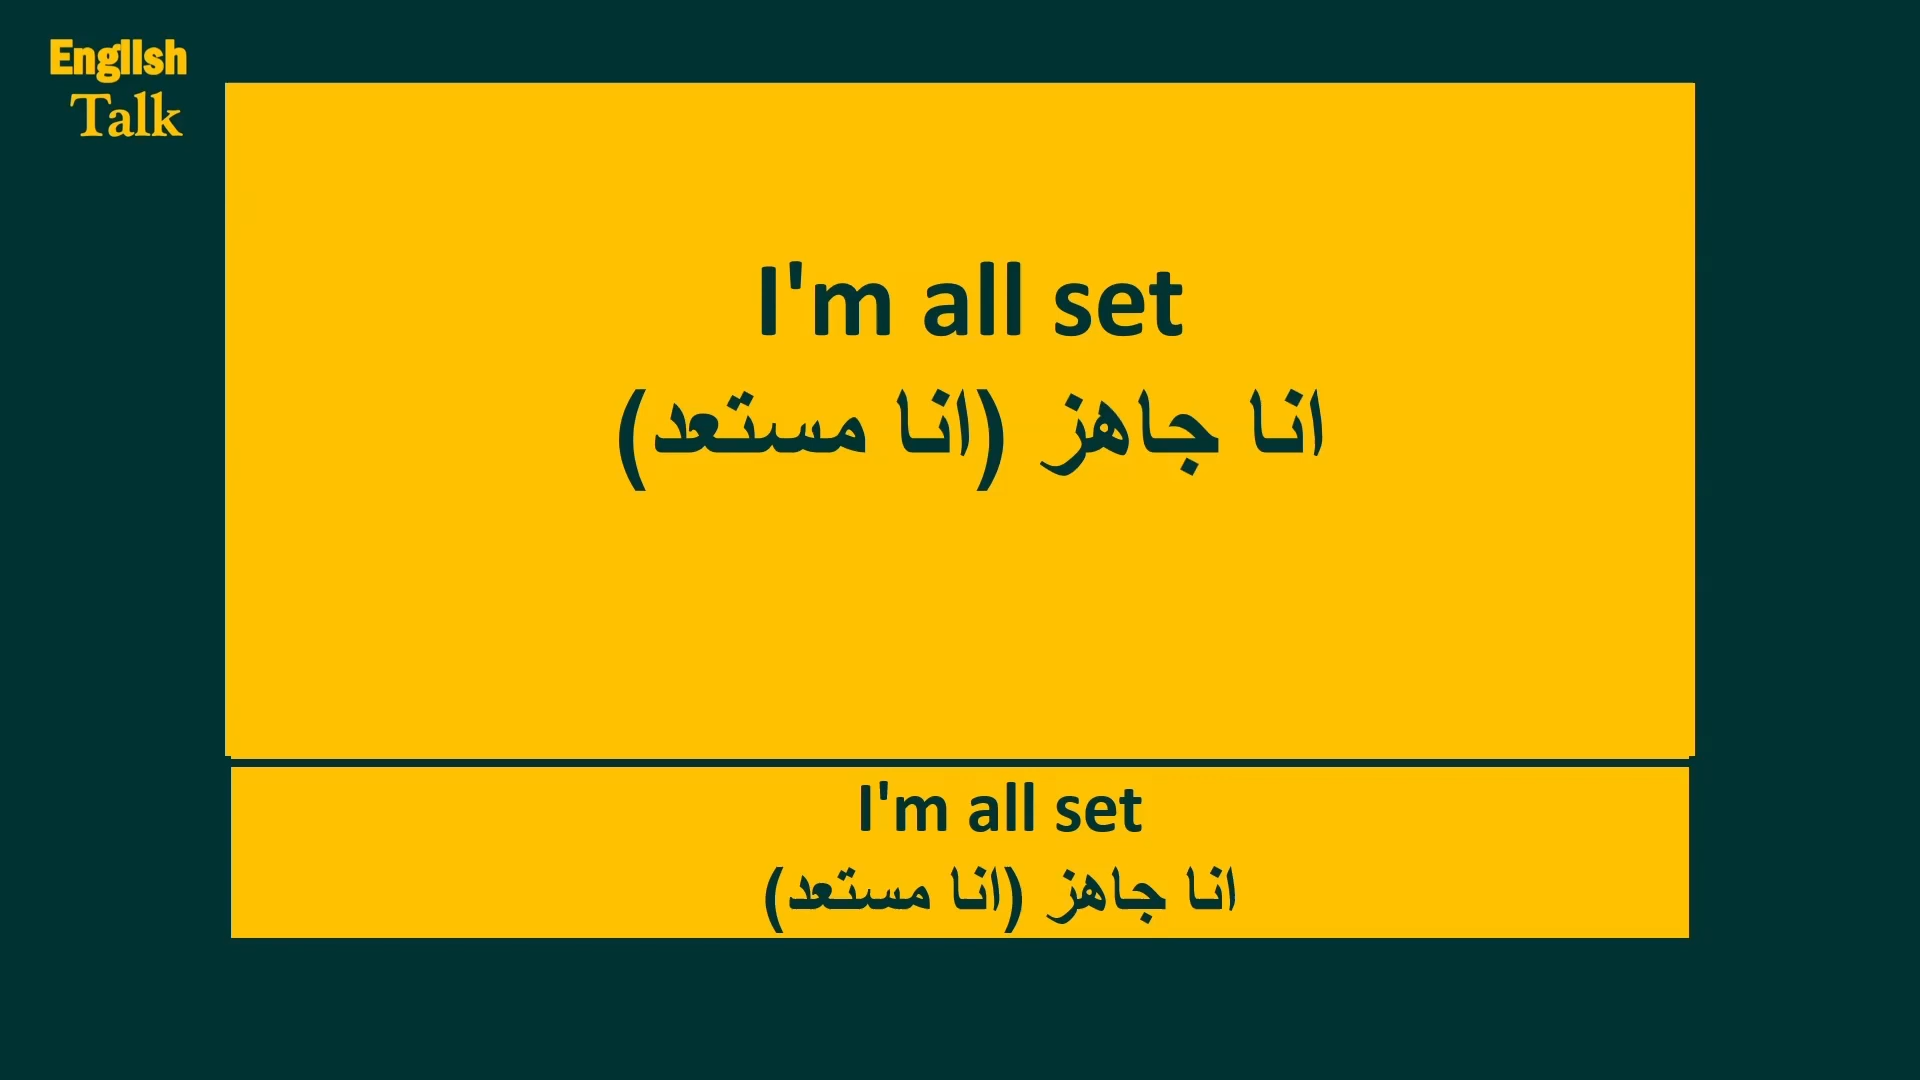 English
Talk
I'm all set
انا جاهز (انا مستعد)
I'm all set
انا جاهز (انا مستعد)